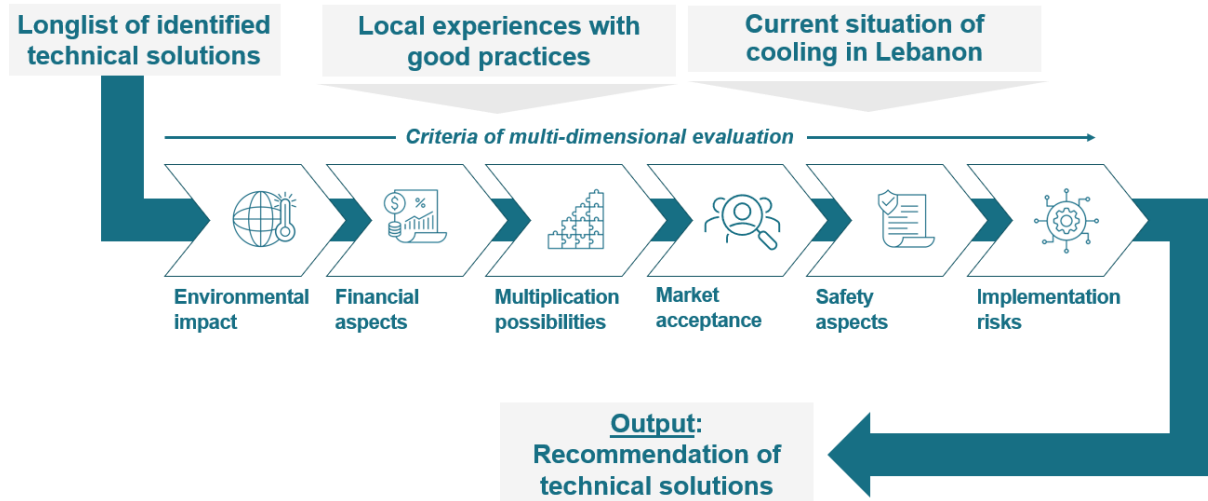 Longlist of identified
technical solutions
Local experiences with
good practices
Current situation of
cooling in Lebanon
Criteria of multi-dimensional evaluation
$
%
Environmental
impact
Financial
aspects
Multiplication
possibilities
Market
acceptance
Safety
aspects
Implementation
risks
Output:
Recommendation of
technical solutions